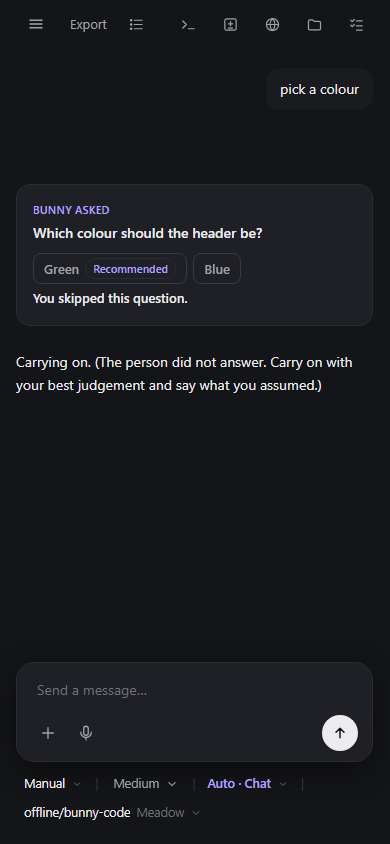 Export
pick a colour
BUNNY ASKED
Which colour should the header be?
Green Recommended Blue
You skipped this question.
Carrying on. (The person did not answer. Carry on with
your best judgement and say what you assumed.)
Send a message...
Manual Medium Auto · Chat
offline/bunny-code Meadow